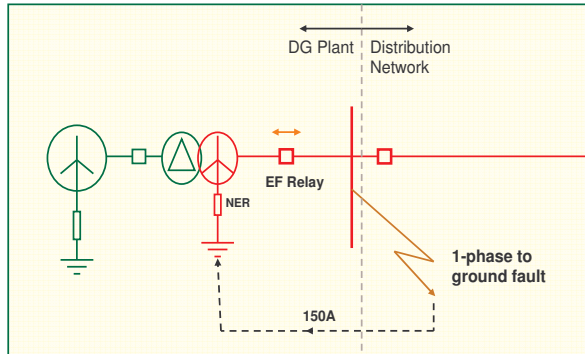 DG Plant
Distribution
Network
EF Relay
NER
1-phase to
ground fault
150A